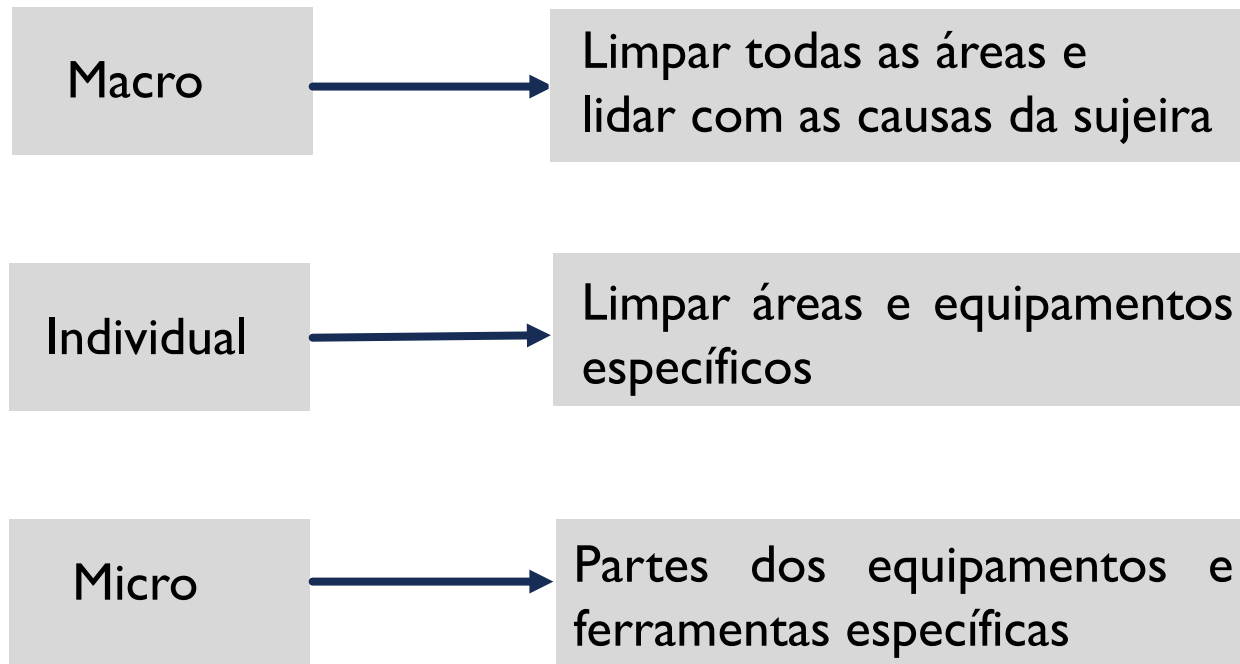 Macro
Limpar todas as áreas e
lidar com as causas da sujeira
Individual
Limpar áreas e equipamentos
específicos
Micro
Partes dos equipamentos e
ferramentas específicas